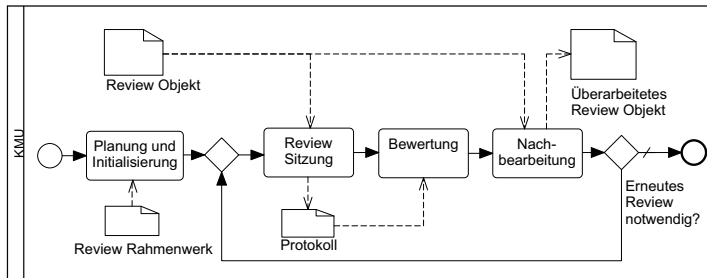 KMU
Review Objekt
Überarbeitetes
Review Objekt
Planung und
Initialisierung
Review
Sitzung
Bewertung
Nach-
bearbeitung
Erneutes
Review
notwendig?
Review Rahmenwerk
Protokoll